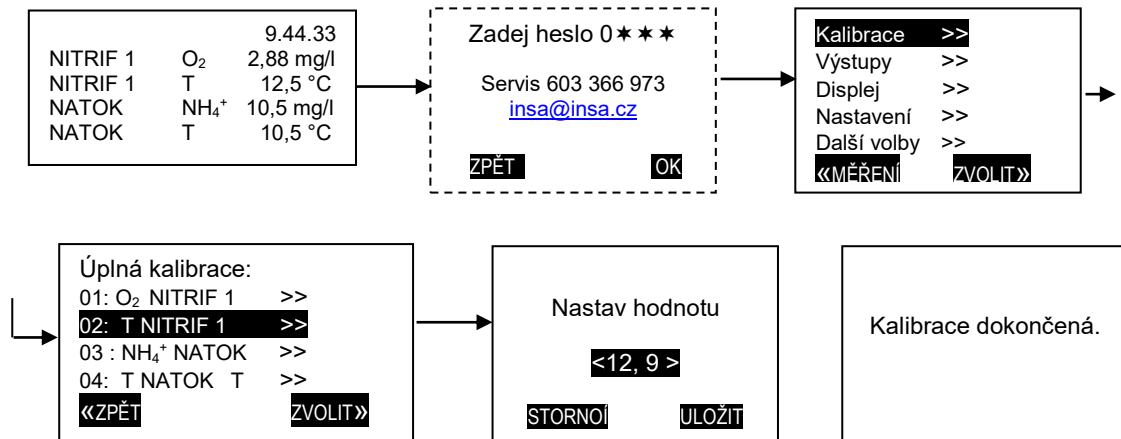 9.44.33
NITRIF 1 O₂ 2,88 mg/l
NITRIF 1 T 12,5 °C
NATOK NH₄⁺ 10,5 mg/l
NATOK T 10,5 °C
Zadej heslo 0✶✶✶
Servis 603 366 973
insa@insa.cz
ZPĚT OK
Kalibrace >>
Výstupy >>
Displej >>
Nastavení >>
Další volby >>
«MĚŘENÍ ZVOLIT»
Úplná kalibrace:
01: O₂ NITRIF 1 >>
02: T NITRIF 1 >>
03 : NH₄⁺ NATOK >>
04: T NATOK T >>
«ZPĚT ZVOLIT»
Nastav hodnotu
<12, 9 >
STORNOÍ ULOŽIT
Kalibrace dokončená.